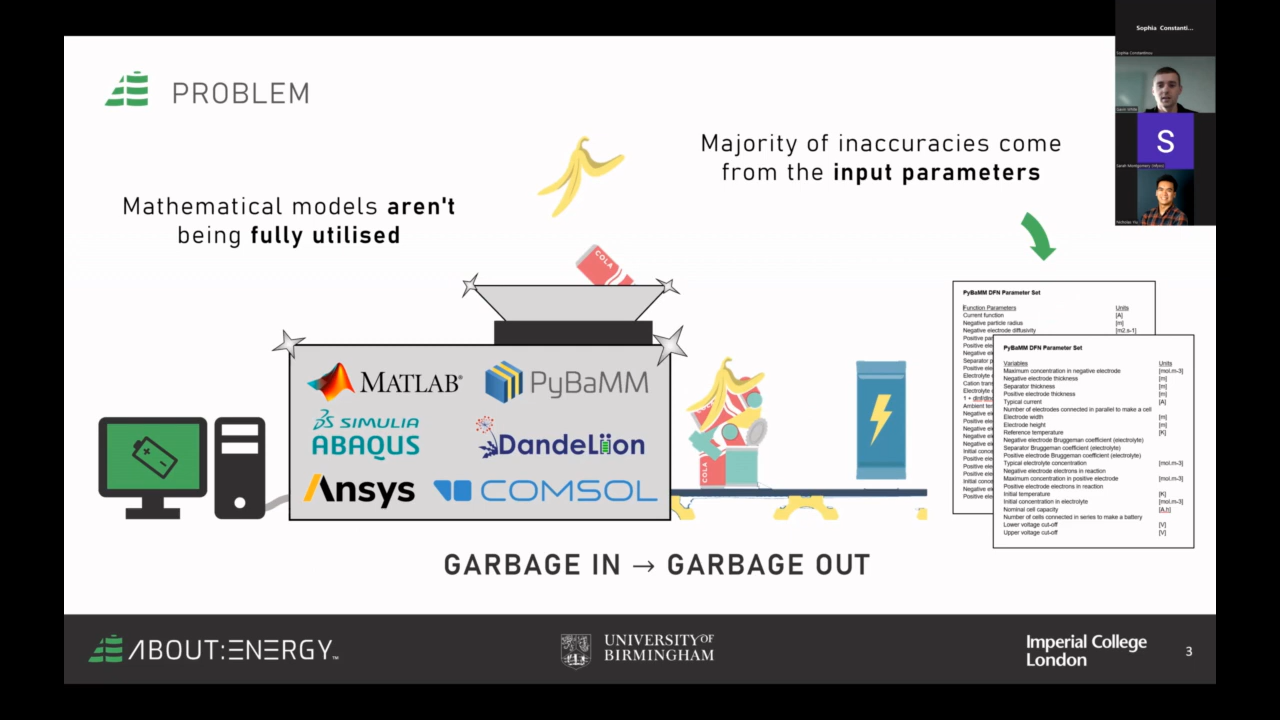 PROBLEM
Mathematical models aren't
being fully utilised
Majority of inaccuracies come
from the input parameters
COLA
MATLAB®
PyBaMM
3S SIMULIA
ABAQUS
DandeLiion
Ansys
COMSOL
COLA
GARBAGE IN → GARBAGE OUT
PyBaMM DFN Parameter Set
Function Parameters Units
Current function [A]
Negative particle radius [m]
Negative electrode diffusivity [m2.s-1]
PyBaMM DFN Parameter Set
Variables Units
Maximum concentration in negative electrode [mol.m-3]
Negative electrode thickness [m]
Separator thickness [m]
Positive electrode thickness [m]
Typical current [A]
Number of electrodes connected in parallel to make a cell
Electrode width [m]
Electrode height [m]
Reference temperature [K]
Negative electrode Bruggeman coefficient (electrolyte)
Separator Bruggeman coefficient (electrolyte)
Positive electrode Bruggeman coefficient (electrolyte)
Typical electrolyte concentration [mol.m-3]
Negative electrode electrons in reaction
Maximum concentration in positive electrode [mol.m-3]
Positive electrode electrons in reaction
Initial temperature [K]
Initial concentration in electrolyte [mol.m-3]
Nominal cell capacity [A.h]
Number of cells connected in series to make a battery
Lower voltage cut-off [V]
Upper voltage cut-off [V]
ABOUT:ENERGY™
UNIVERSITY OF
BIRMINGHAM
Imperial College
London
3
Sophia Constanti...
Sophia Constantinou
Gavin White
S